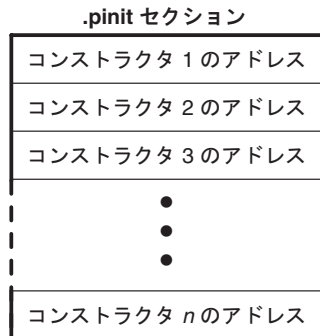 .pinit セクション
コンストラクタ 1 のアドレス
コンストラクタ 2 のアドレス
コンストラクタ 3 のアドレス
コンストラクタ n のアドレス